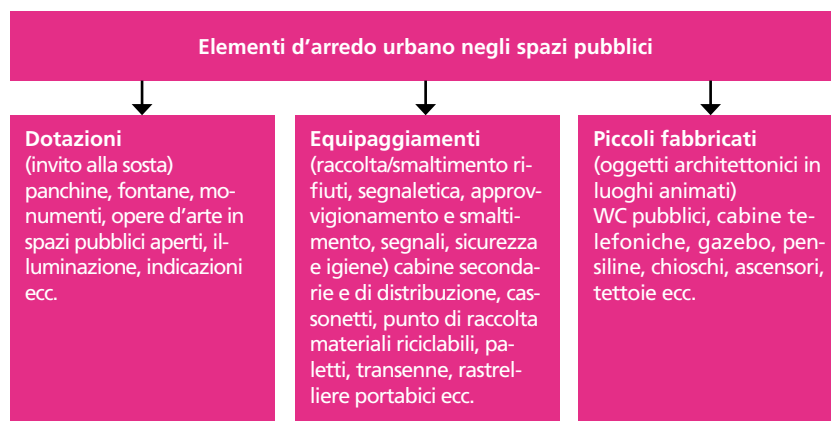 Elementi d’arredo urbano negli spazi pubblici
Dotazioni
(invito alla sosta)
panchine, fontane, mo-
numenti, opere d’arte in
spazi pubblici aperti, il-
luminazione, indicazioni
ecc.
Equipaggiamenti
(raccolta/smaltimento ri-
fiuti, segnaletica, approv-
vigionamento e smalti-
mento, segnali, sicurezza
e igiene) cabine seconda-
rie e di distribuzione, cas-
sonetti, punto di raccolta
materiali riciclabili, pa-
letti, transenne, rastrel-
liere portabici ecc.
Piccoli fabbricati
(oggetti architettonici in
luoghi animati)
WC pubblici, cabine te-
lefoniche, gazebo, pen-
siline, chioschi, ascensori,
tettoie ecc.